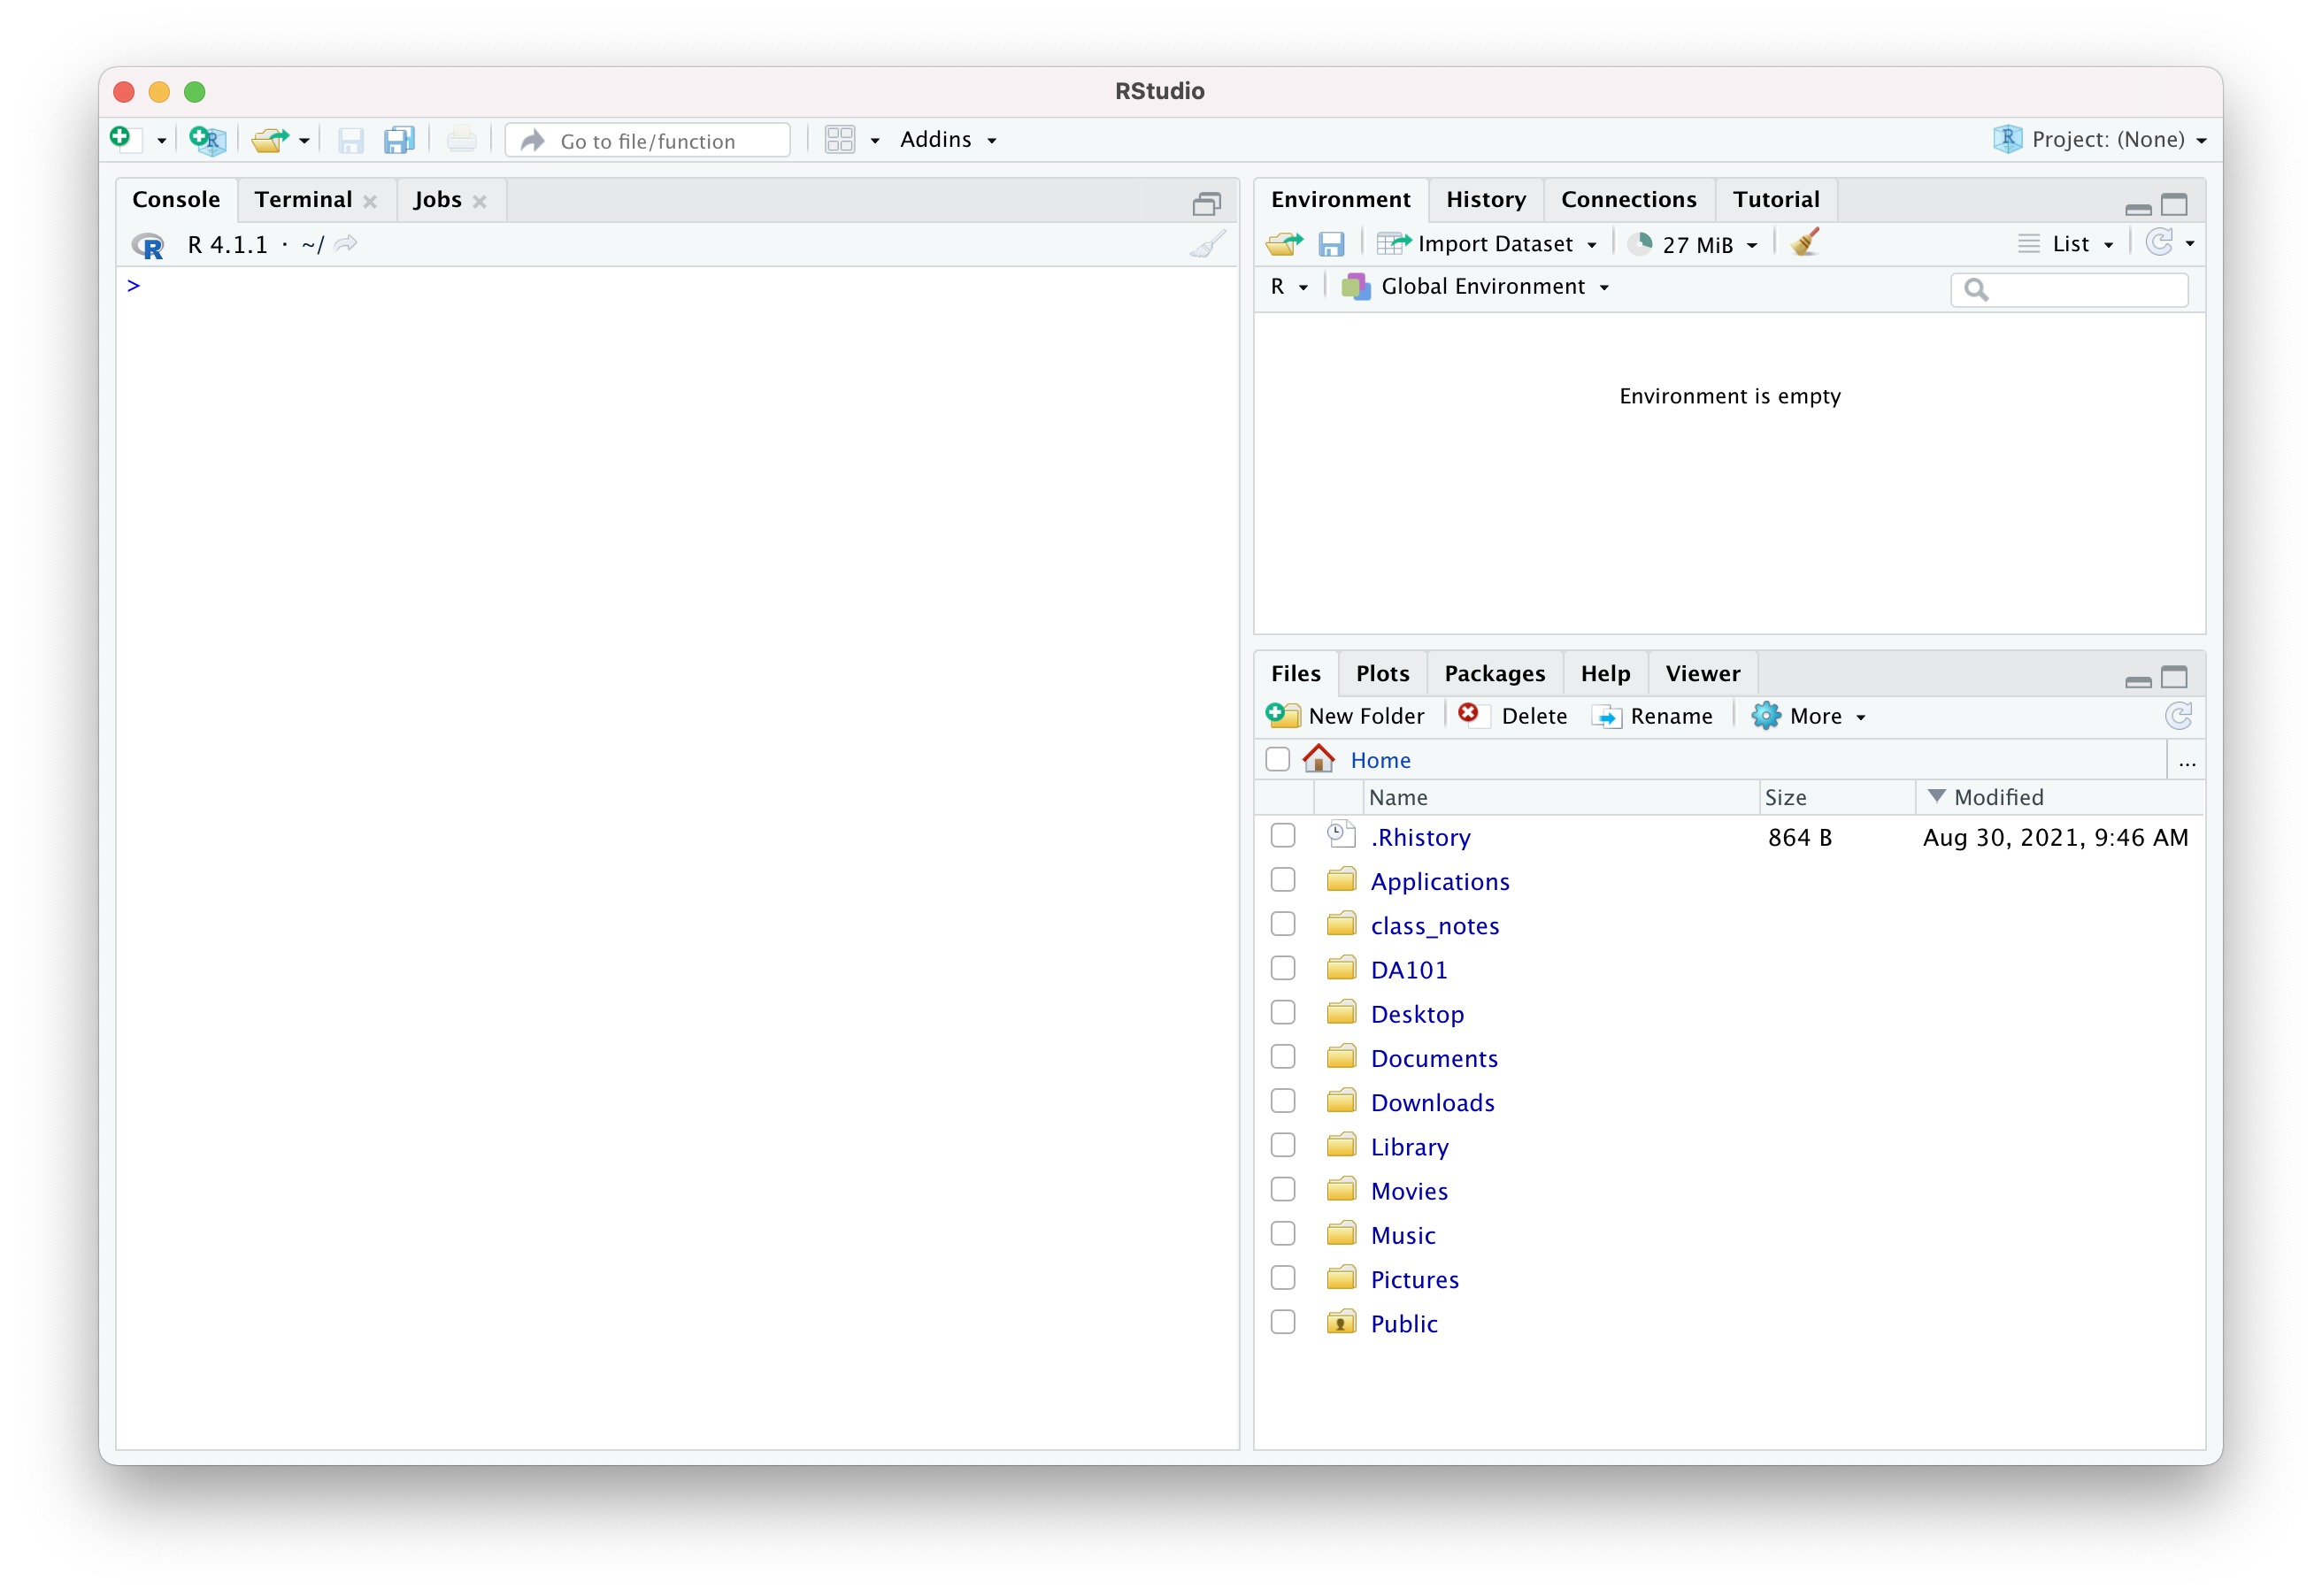 RStudio
Go to file/function
Addins
Project: (None)
Console Terminal Jobs
R 4.1.1 · ~/
>
Environment History Connections Tutorial
Import Dataset 27 MiB List
R Global Environment
Environment is empty
Files Plots Packages Help Viewer
New Folder Delete Rename More
Home ...
Name Size Modified
.Rhistory 864 B Aug 30, 2021, 9:46 AM
Applications
class_notes
DA101
Desktop
Documents
Downloads
Library
Movies
Music
Pictures
Public